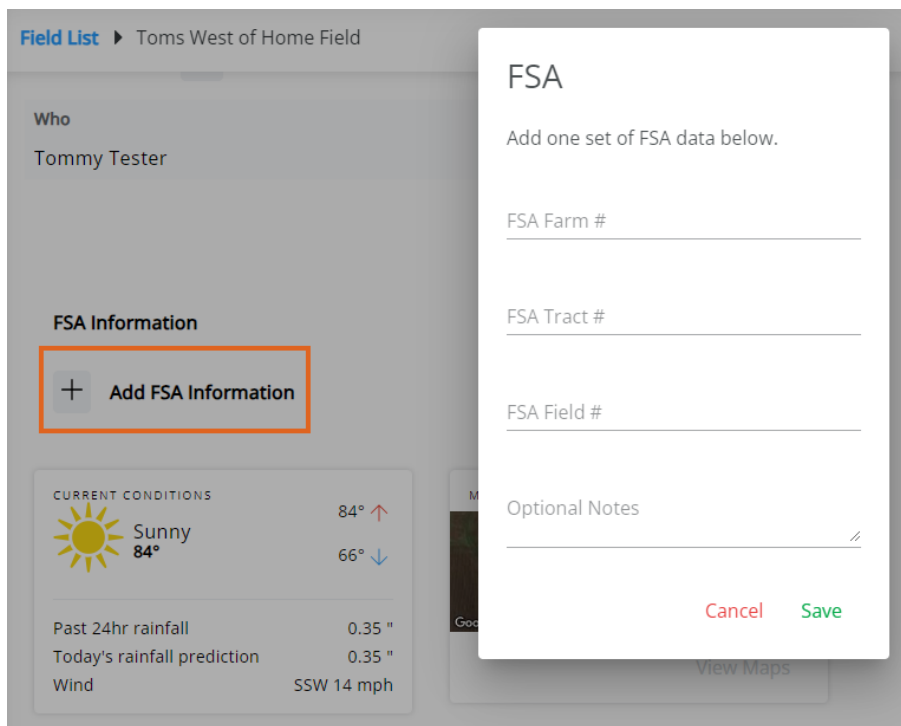 Field List ▶ Toms West of Home Field
Who
Tommy Tester
FSA Information
+ Add FSA Information
CURRENT CONDITIONS
Sunny
84°
84° ↑
66° ↓
Past 24hr rainfall 0.35 "
Today's rainfall prediction 0.35 "
Wind SSW 14 mph
View Maps
FSA
Add one set of FSA data below.
FSA Farm #
FSA Tract #
FSA Field #
Optional Notes
Cancel Save